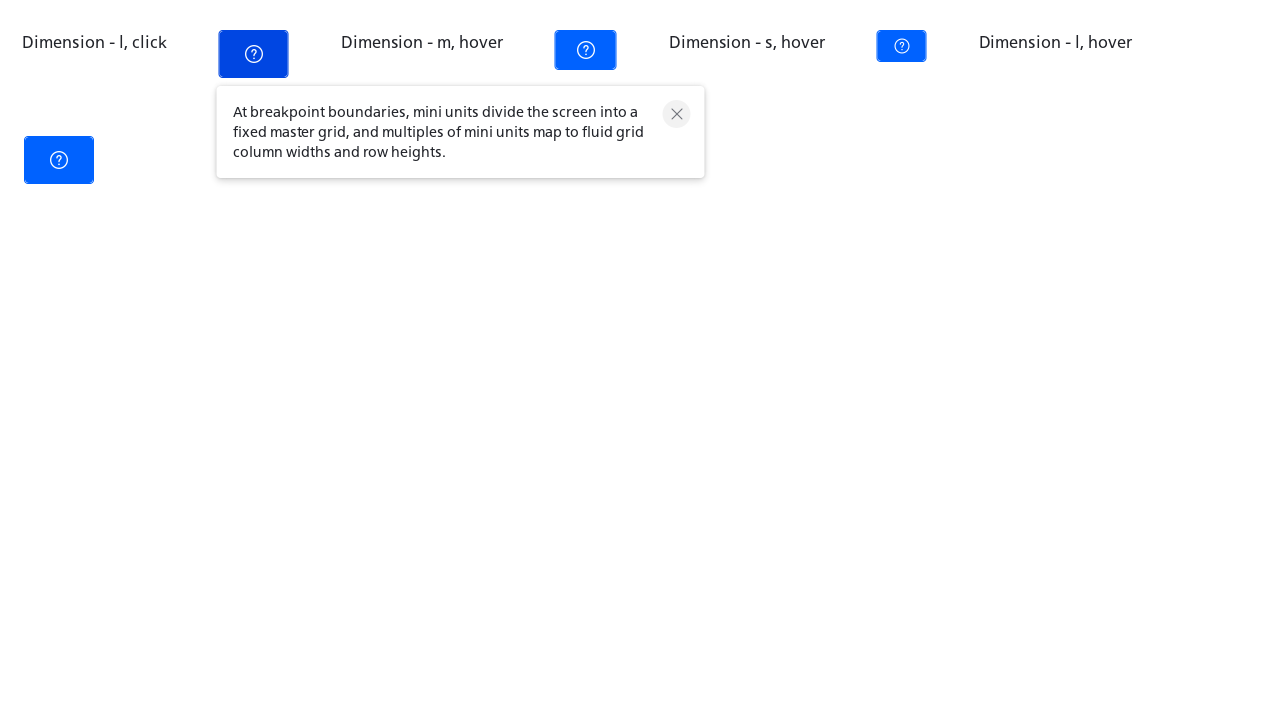 Dimension - l, click
Dimension - m, hover
Dimension - s, hover
Dimension - l, hover
At breakpoint boundaries, mini units divide the screen into a
fixed master grid, and multiples of mini units map to fluid grid
column widths and row heights.